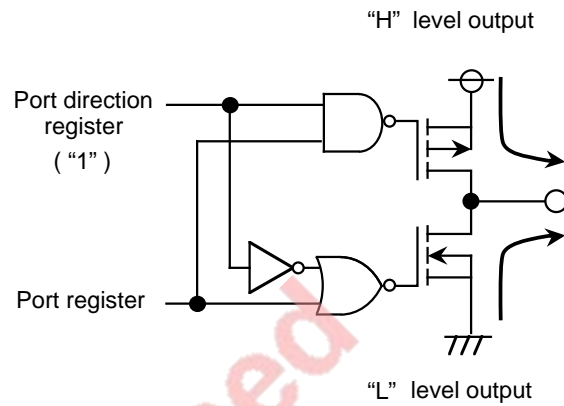 “H” level output
Port direction
register
( “1” )
Port register
“L” level output